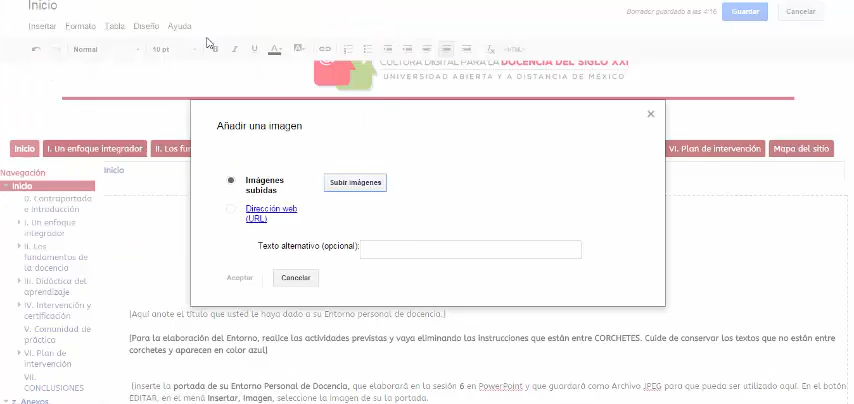 Inicio
Borrador guardado a las 4:16
Guardar
Cancelar
Insertar Formato Tabla Diseño Ayuda
Normal
10 pt
B I U A <HTML>
CULTURA DIGITAL PARA LA DOCENCIA DEL SIGLO XXI
UNIVERSIDAD ABIERTA Y A DISTANCIA DE MÉXICO
Añadir una imagen
Inicio
I. Un enfoque integrador
VI. Plan de intervención
Mapa del sitio
Navegación
Inicio
0. Contraportada
e introducción
I. Un enfoque
integrador
II. Los
fundamentos de
la docencia
III. Didáctica del
aprendizaje
IV. Intervención y
certificación
V. Comunidad de
práctica
VI. Plan de
intervención
VII.
CONCLUSIONES
z. Anexos.
Inicio
Imágenes
subidas
Subir imágenes
Dirección web
(URL)
Texto alternativo (opcional):
Aceptar
Cancelar
[Aquí anote el título que usted le haya dado a su Entorno personal de docencia.]
[Para la elaboración del Entorno, realice las actividades previstas y vaya eliminando las instrucciones que están entre CORCHETES. Cuide de conservar los textos que no están entre
corchetes y aparecen en color azul]
[inserte la portada de su Entorno Personal de Docencia, que elaborará en la sesión 6 en PowerPoint y que guardará como Archivo JPEG para que pueda ser utilizado aquí. En el botón
EDITAR, en el menú Insertar, Imagen, seleccione la imagen de su la portada.